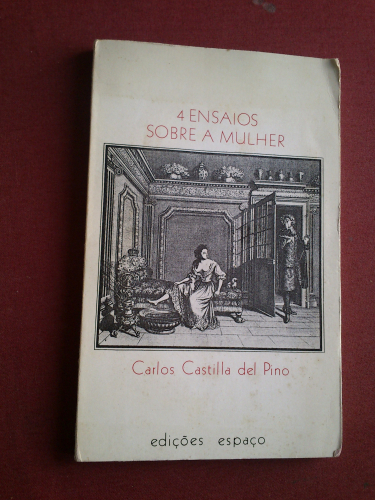 4 ENSAIOS
SOBRE A MULHER
Carlos Castilla del Pino
edições espaço